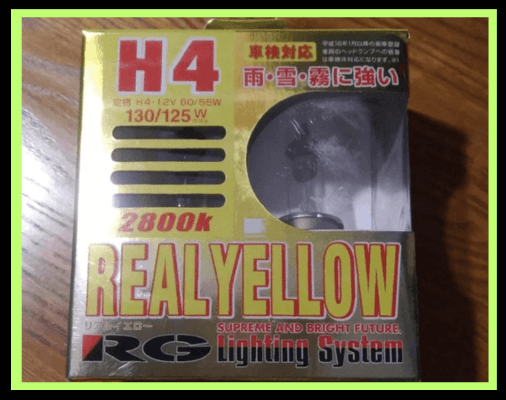 H4
車検対応
雨・雪・霧に強い
定格 H4・12V 60/55W
130/125W
2800k
REALYELLOW
リアルイエロー
SUPREME AND BRIGHT FUTURE.
RG Lighting System